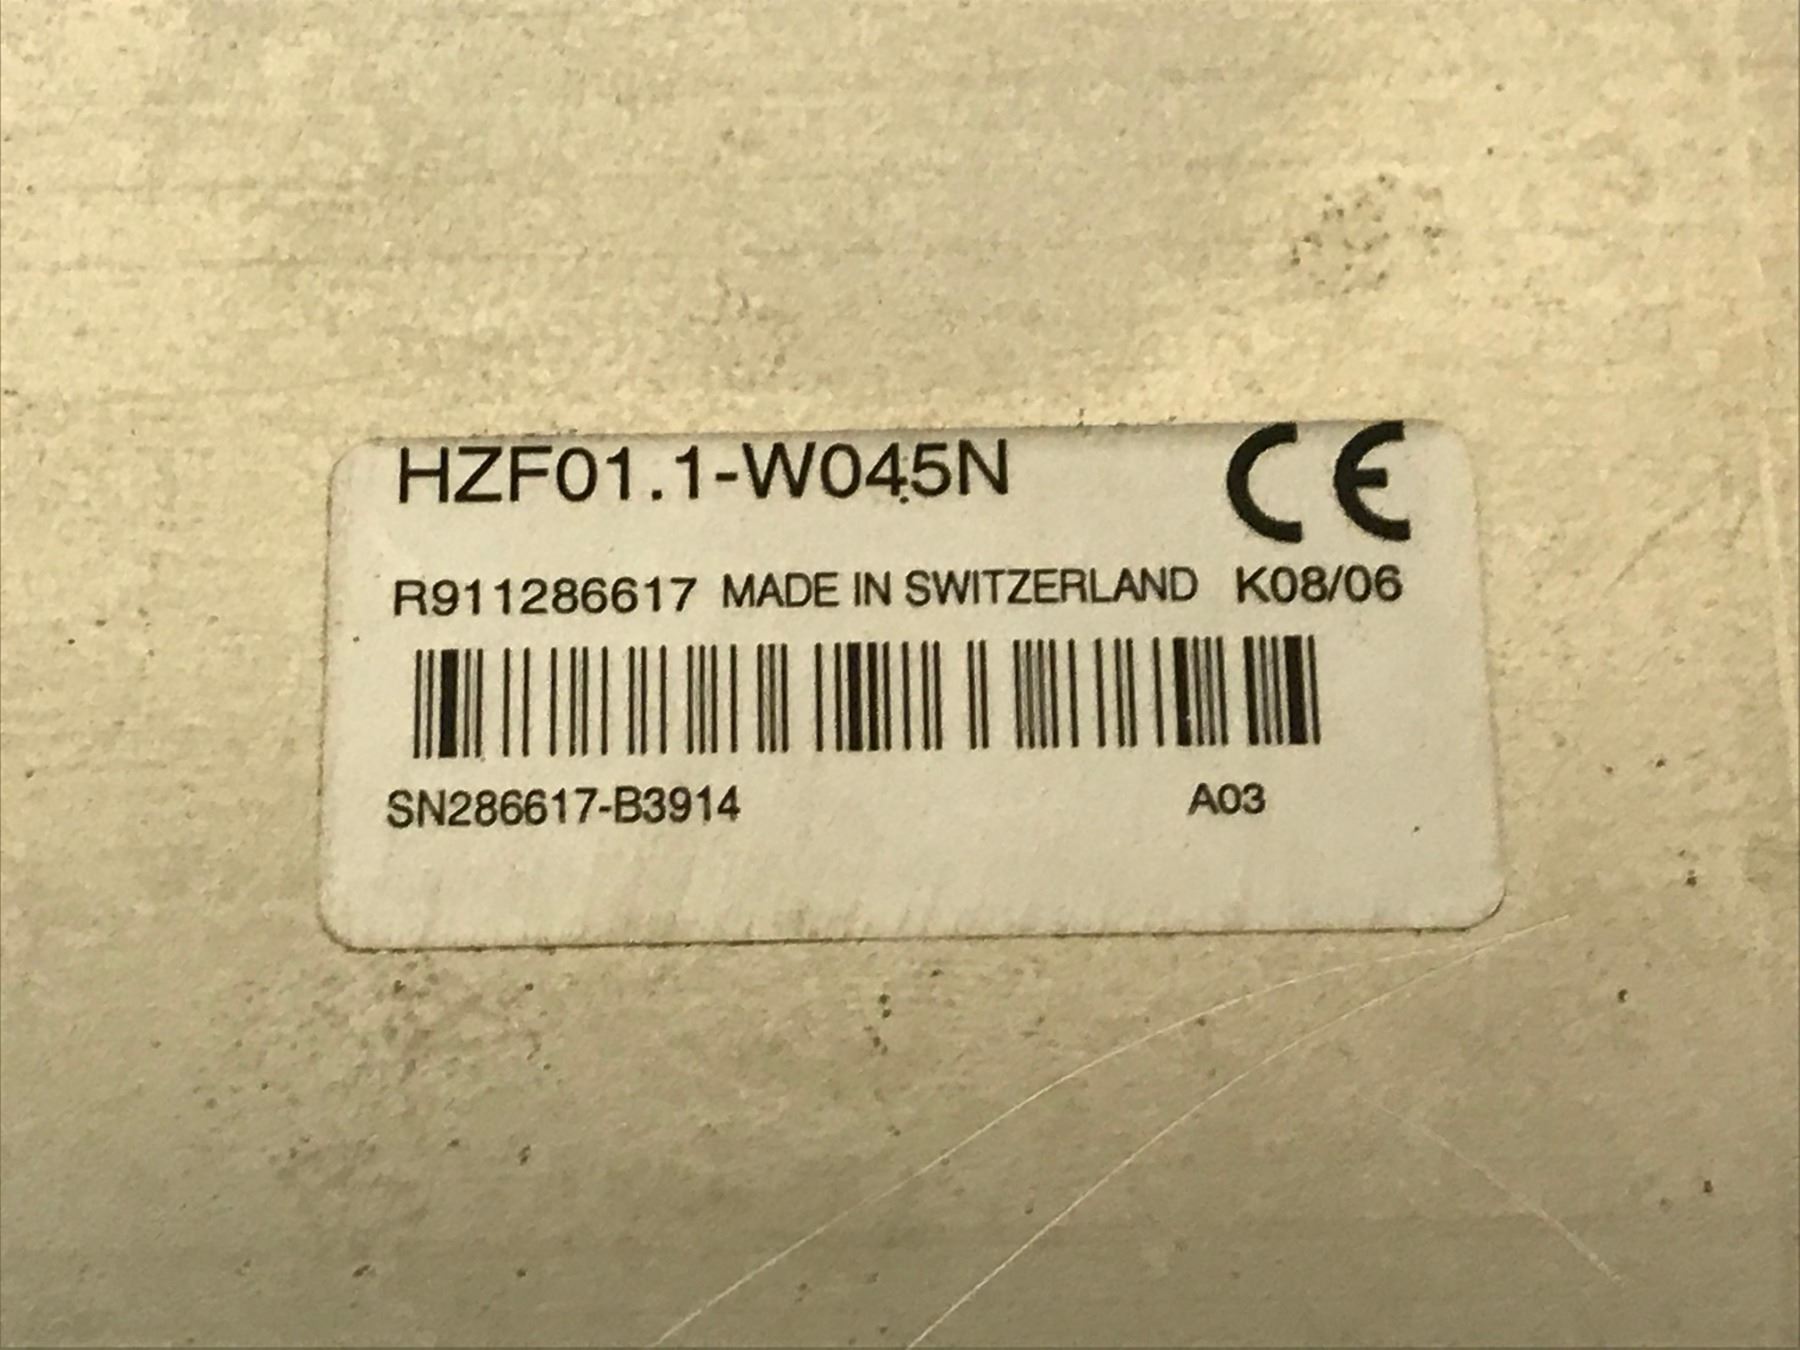 HZF01.1-W045N CE
R911286617 MADE IN SWITZERLAND K08/06
SN286617-B3914 A03